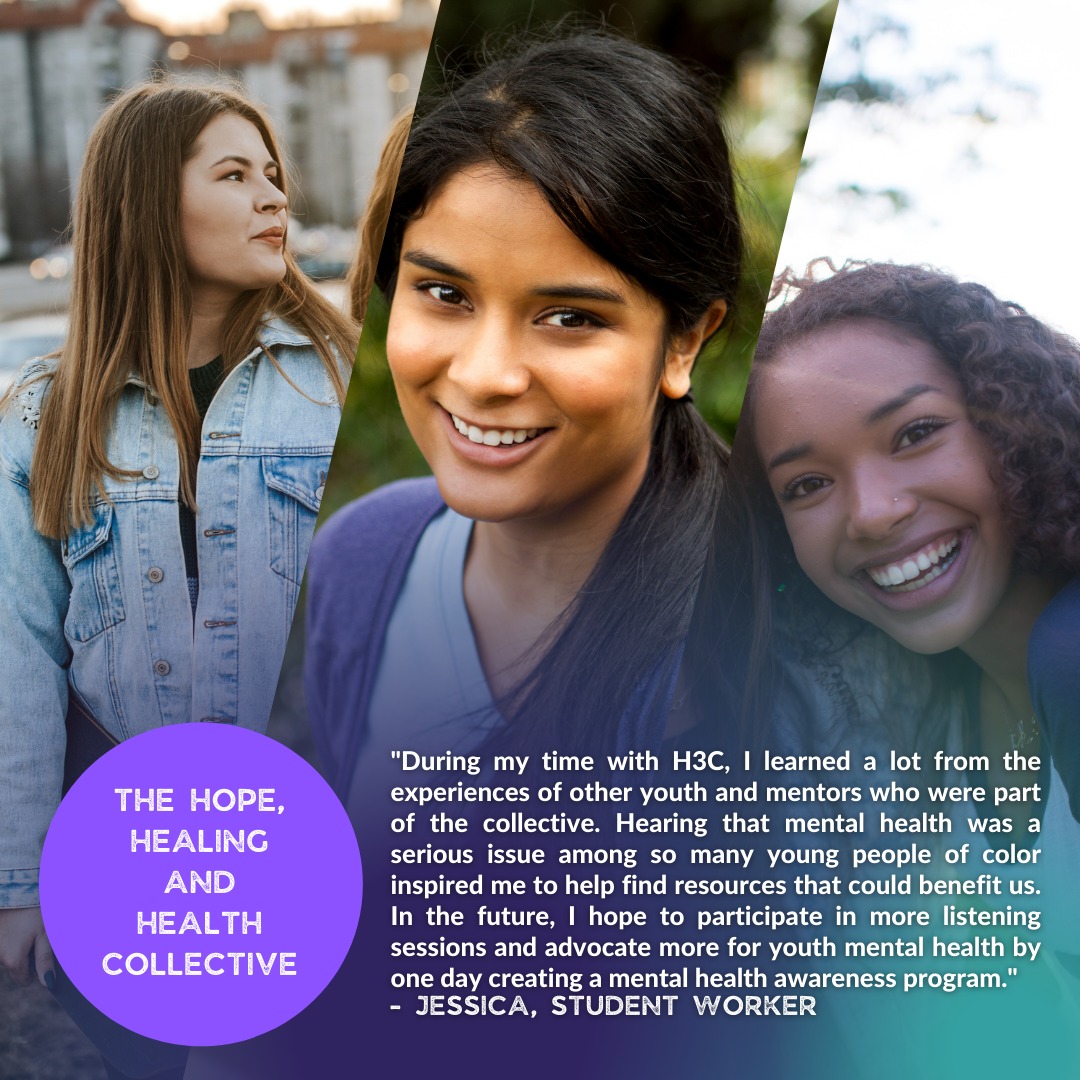 THE HOPE,
HEALING
AND
HEALTH
COLLECTIVE
"During my time with H3C, I learned a lot from the
experiences of other youth and mentors who were part
of the collective. Hearing that mental health was a
serious issue among so many young people of color
inspired me to help find resources that could benefit us.
In the future, I hope to participate in more listening
sessions and advocate more for youth mental health by
one day creating a mental health awareness program."
- JESSICA, STUDENT WORKER